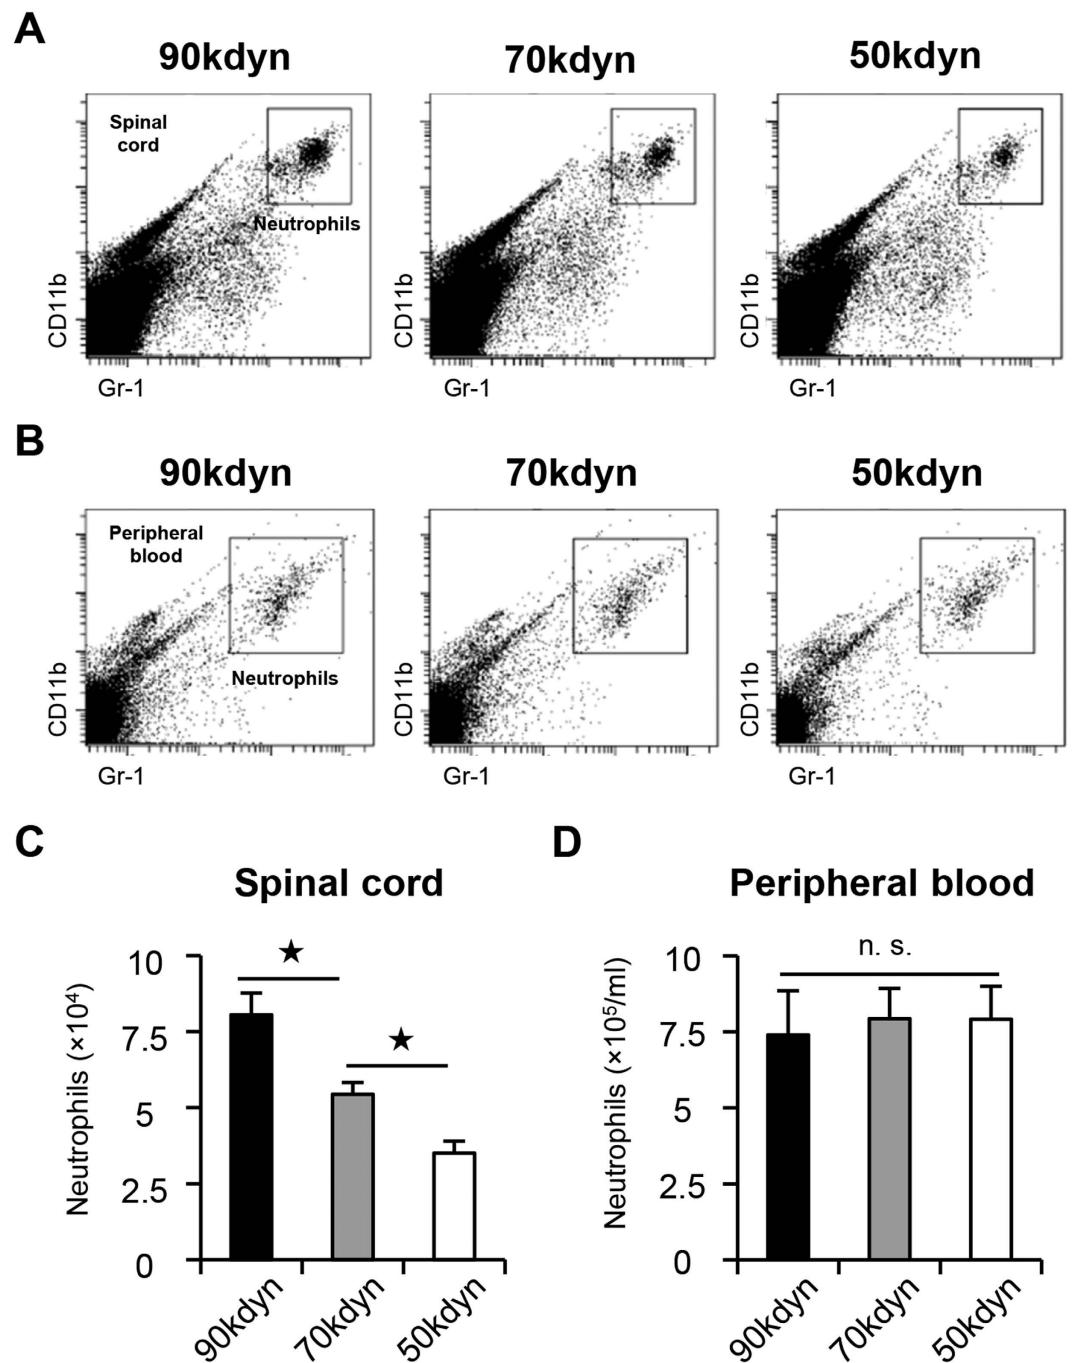 A
90kdyn
70kdyn
50kdyn
Spinal
cord
Neutrophils
CD11b
CD11b
CD11b
Gr-1
Gr-1
Gr-1
B
90kdyn
70kdyn
50kdyn
Peripheral
blood
Neutrophils
CD11b
CD11b
CD11b
Gr-1
Gr-1
Gr-1
C
Spinal cord
Neutrophils (×10⁴)
10
7.5
5
2.5
0
★
★
90kdyn
70kdyn
50kdyn
D
Peripheral blood
Neutrophils (×10⁵/ml)
10
7.5
5
2.5
0
n. s.
90kdyn
70kdyn
50kdyn